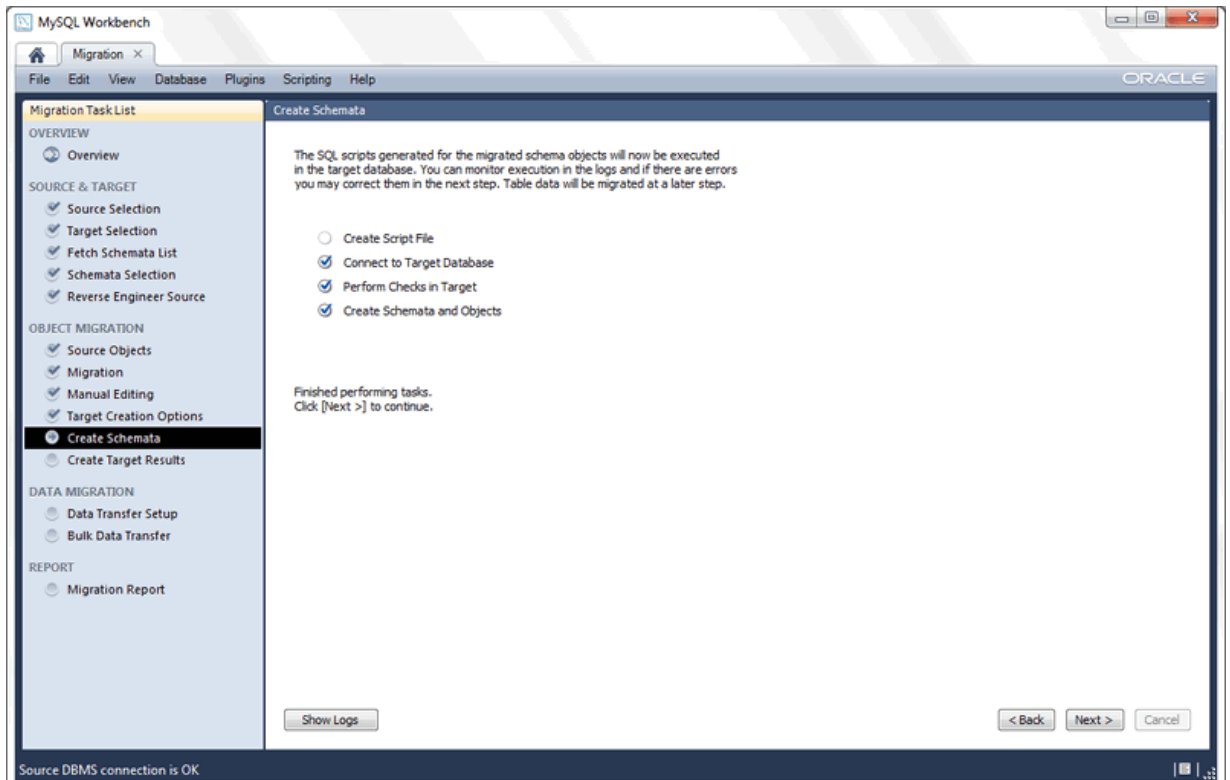 MySQL Workbench
Migration
File Edit View Database Plugins Scripting Help
ORACLE
Migration Task List
OVERVIEW
Overview
SOURCE & TARGET
Source Selection
Target Selection
Fetch Schemata List
Schemata Selection
Reverse Engineer Source
OBJECT MIGRATION
Source Objects
Migration
Manual Editing
Target Creation Options
Create Schemata
Create Target Results
DATA MIGRATION
Data Transfer Setup
Bulk Data Transfer
REPORT
Migration Report
Create Schemata
The SQL scripts generated for the migrated schema objects will now be executed
in the target database. You can monitor execution in the logs and if there are errors
you may correct them in the next step. Table data will be migrated at a later step.
Create Script File
Connect to Target Database
Perform Checks in Target
Create Schemata and Objects
Finished performing tasks.
Click [Next >] to continue.
Show Logs
< Back Next > Cancel
Source DBMS connection is OK